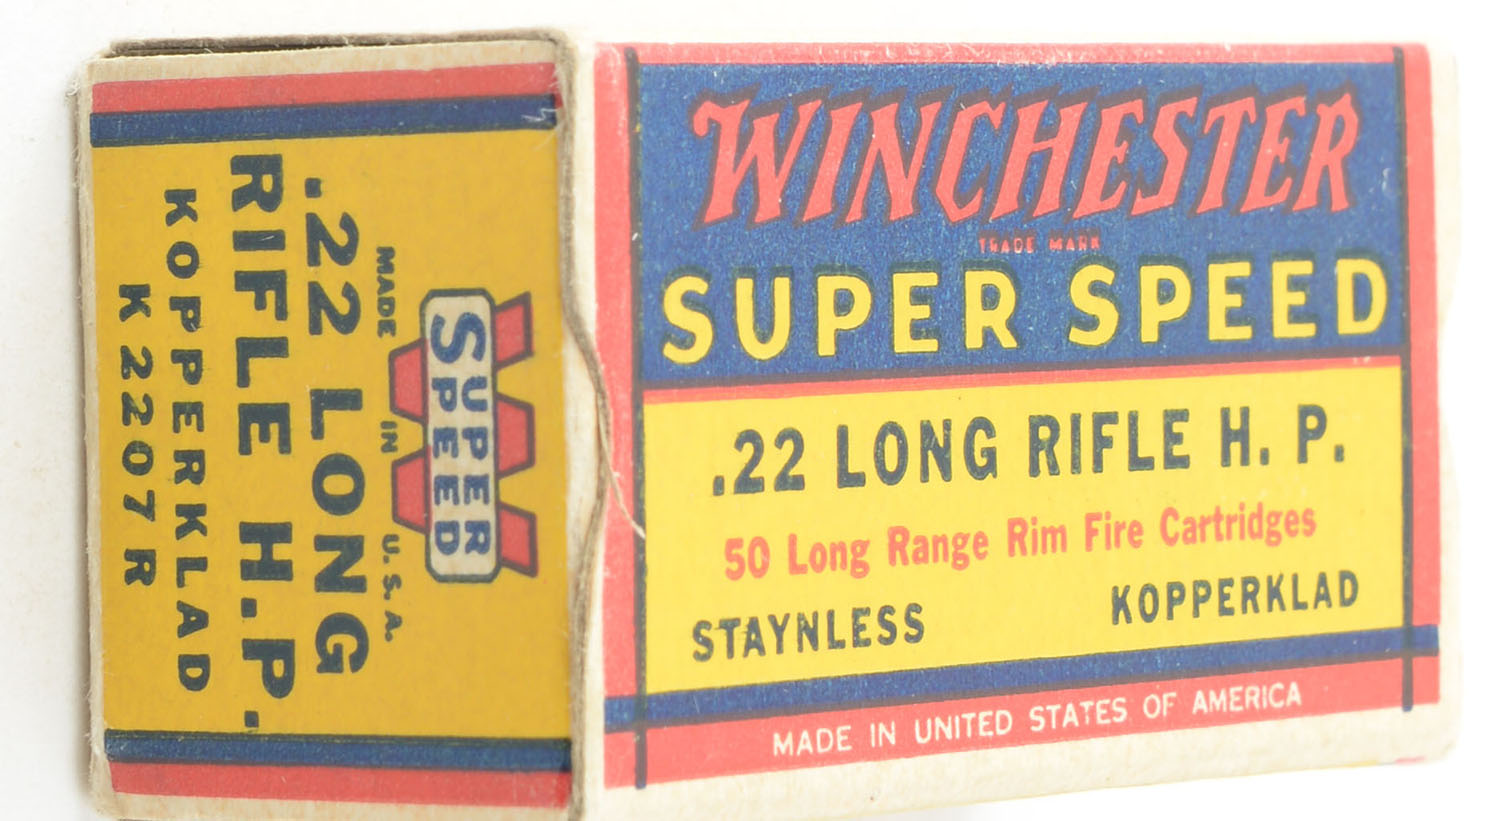 WINCHESTER
TRADE MARK
SUPER SPEED
.22 LONG RIFLE H. P.
50 Long Range Rim Fire Cartridges
STAYNLESS KOPPERKLAD
MADE IN UNITED STATES OF AMERICA
SUPER
SPEED
MADE IN U.S.A.
.22 LONG
RIFLE H.P.
KOPPERKLAD
K2207R